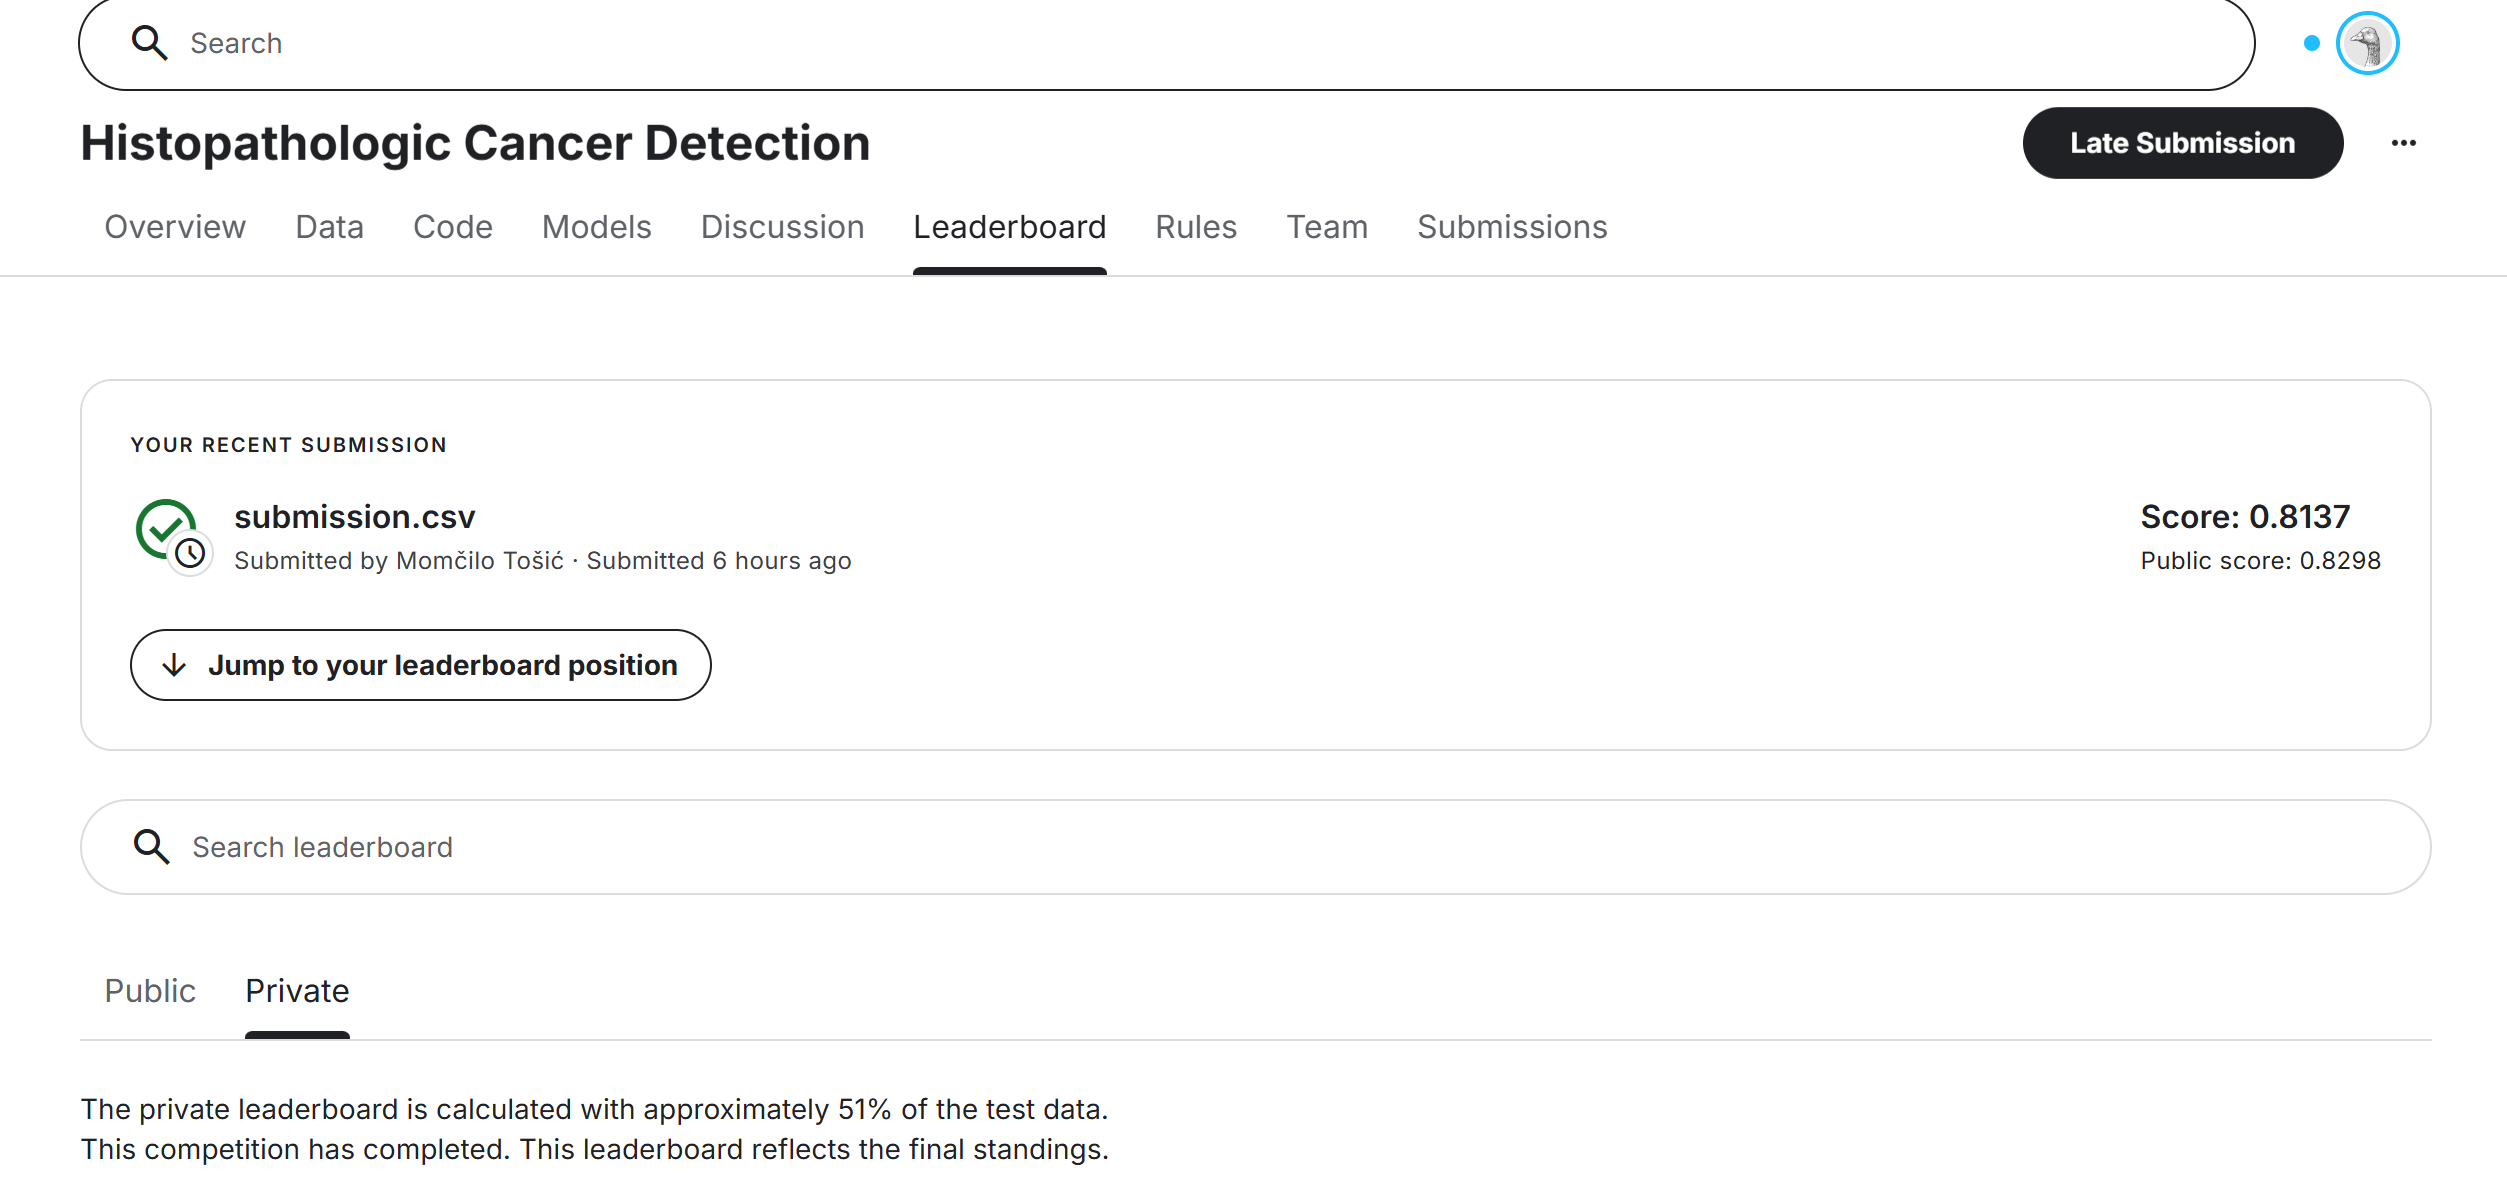 Search
Histopathologic Cancer Detection
Late Submission
Overview Data Code Models Discussion Leaderboard Rules Team Submissions
YOUR RECENT SUBMISSION
submission.csv
Submitted by Momčilo Tošić · Submitted 6 hours ago
Score: 0.8137
Public score: 0.8298
Jump to your leaderboard position
Search leaderboard
Public Private
The private leaderboard is calculated with approximately 51% of the test data.
This competition has completed. This leaderboard reflects the final standings.